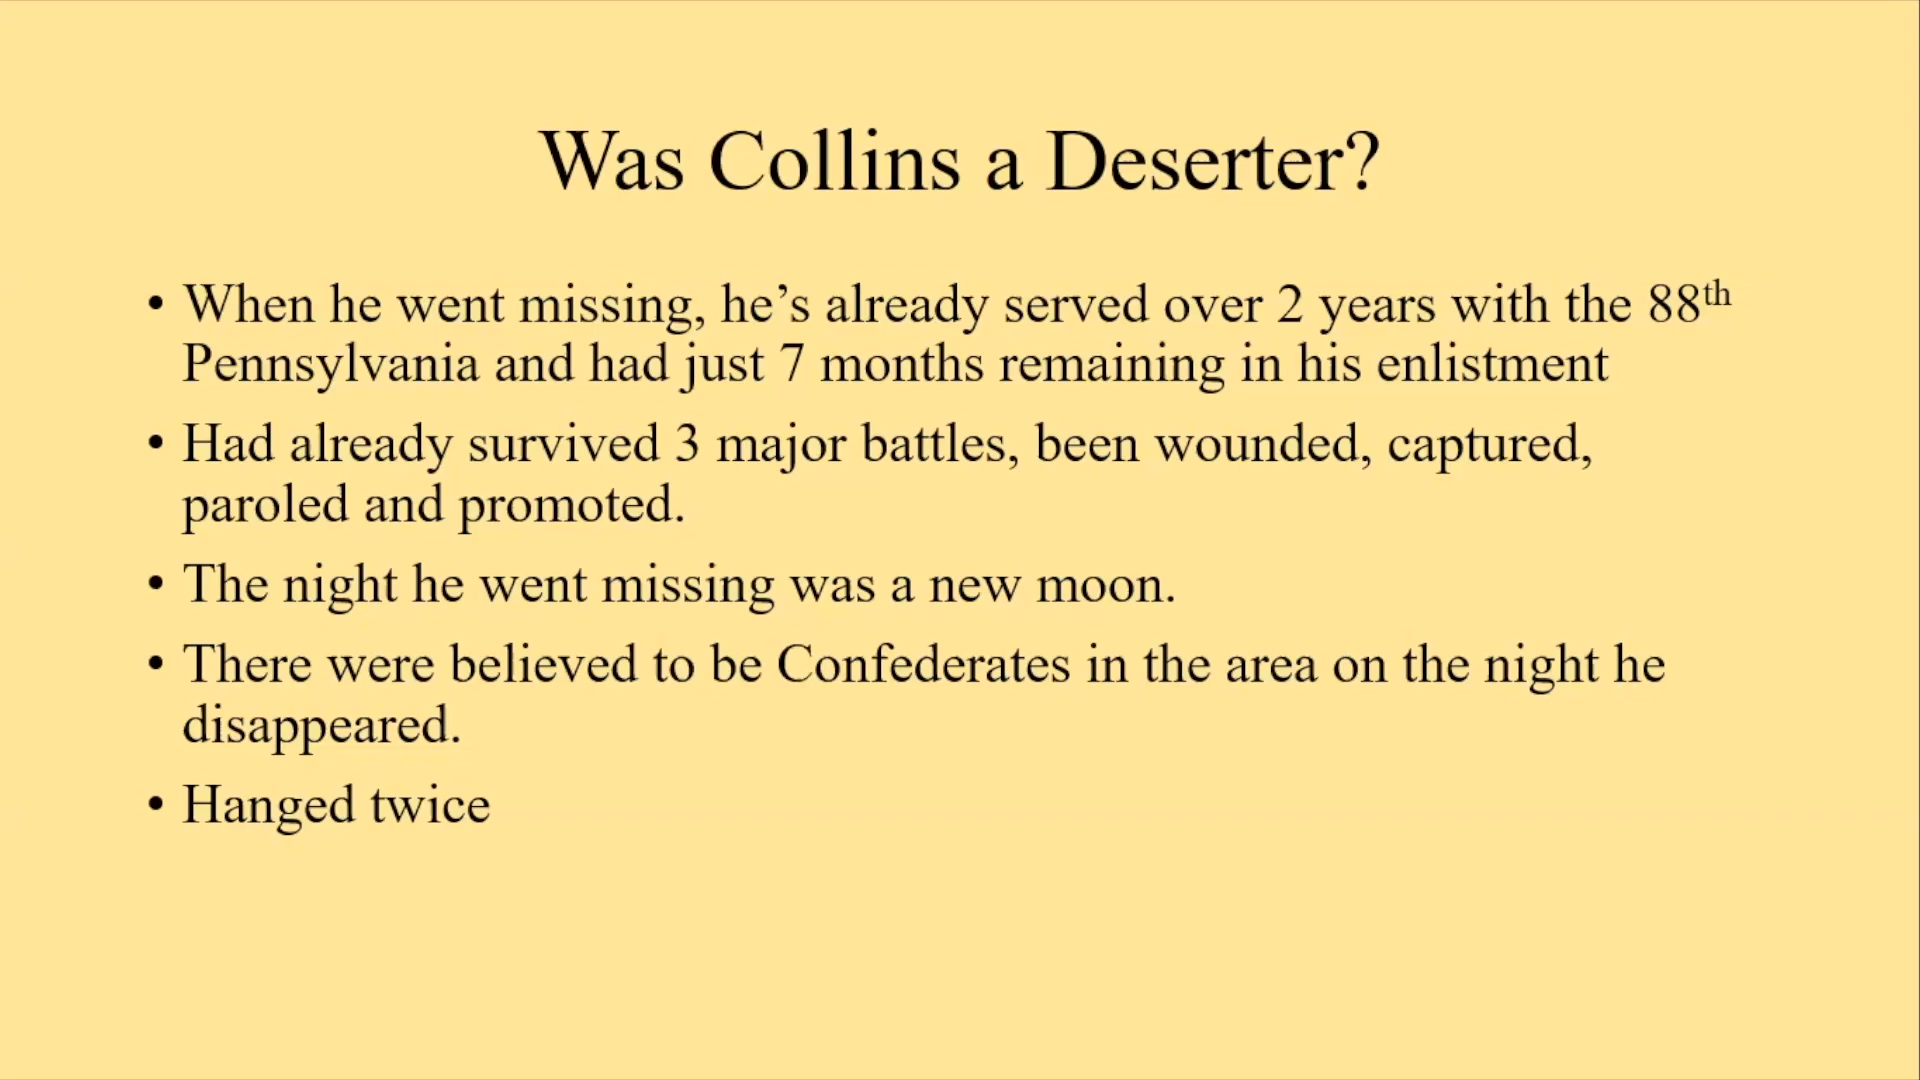 Was Collins a Deserter?
• When he went missing, he’s already served over 2 years with the 88th
Pennsylvania and had just 7 months remaining in his enlistment
• Had already survived 3 major battles, been wounded, captured,
paroled and promoted.
• The night he went missing was a new moon.
• There were believed to be Confederates in the area on the night he
disappeared.
• Hanged twice